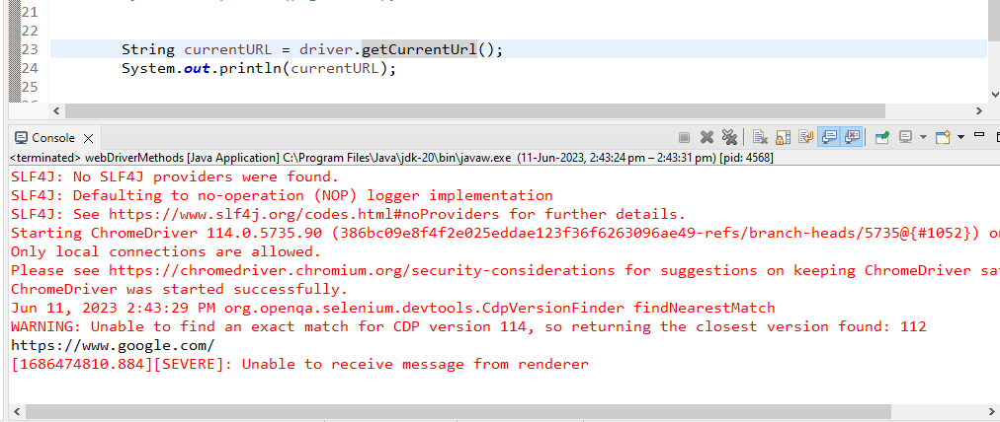 21
22
23 String currentURL = driver.getCurrentUrl();
24 System.out.println(currentURL);
25
Console
<terminated> webDriverMethods [Java Application] C:\Program Files\Java\jdk-20\bin\javaw.exe (11-Jun-2023, 2:43:24 pm – 2:43:31 pm) [pid: 4568]
SLF4J: No SLF4J providers were found.
SLF4J: Defaulting to no-operation (NOP) logger implementation
SLF4J: See https://www.slf4j.org/codes.html#noProviders for further details.
Starting ChromeDriver 114.0.5735.90 (386bc09e8f4f2e025eddae123f36f6263096ae49-refs/branch-heads/5735@{#1052})
Only local connections are allowed.
Please see https://chromedriver.chromium.org/security-considerations for suggestions on keeping ChromeDriver
ChromeDriver was started successfully.
Jun 11, 2023 2:43:29 PM org.openqa.selenium.devtools.CdpVersionFinder findNearestMatch
WARNING: Unable to find an exact match for CDP version 114, so returning the closest version found: 112
https://www.google.com/
[1686474810.884][SEVERE]: Unable to receive message from renderer